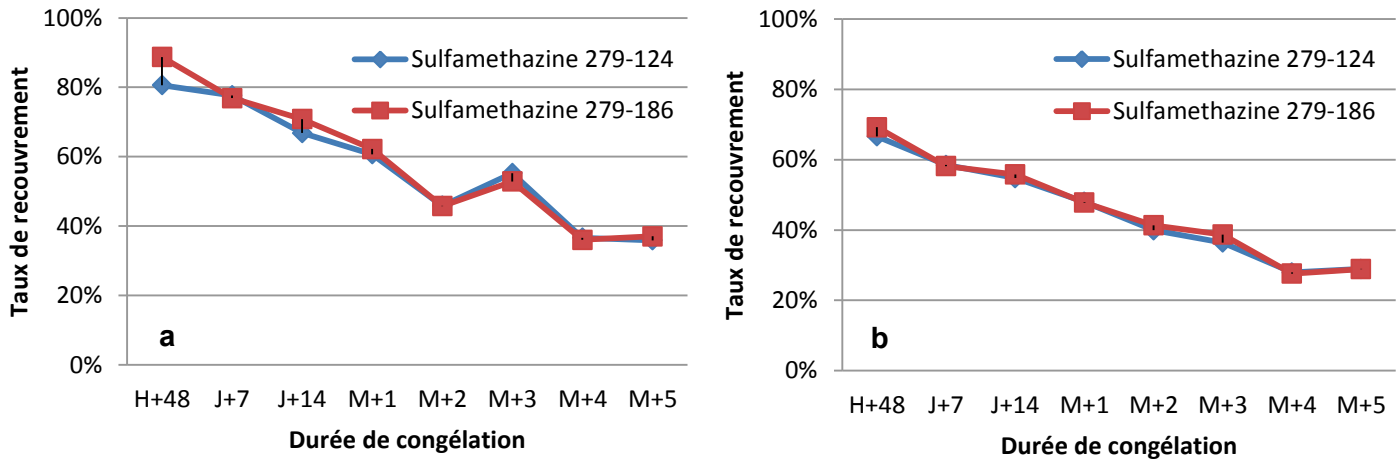 100%
80%
60%
40%
20%
0%
Taux de recouvrement
Sulfamethazine 279-124
Sulfamethazine 279-186
a
H+48 J+7 J+14 M+1 M+2 M+3 M+4 M+5
Durée de congélation
100%
80%
60%
40%
20%
0%
Taux de recouvrement
Sulfamethazine 279-124
Sulfamethazine 279-186
b
H+48 J+7 J+14 M+1 M+2 M+3 M+4 M+5
Durée de congélation